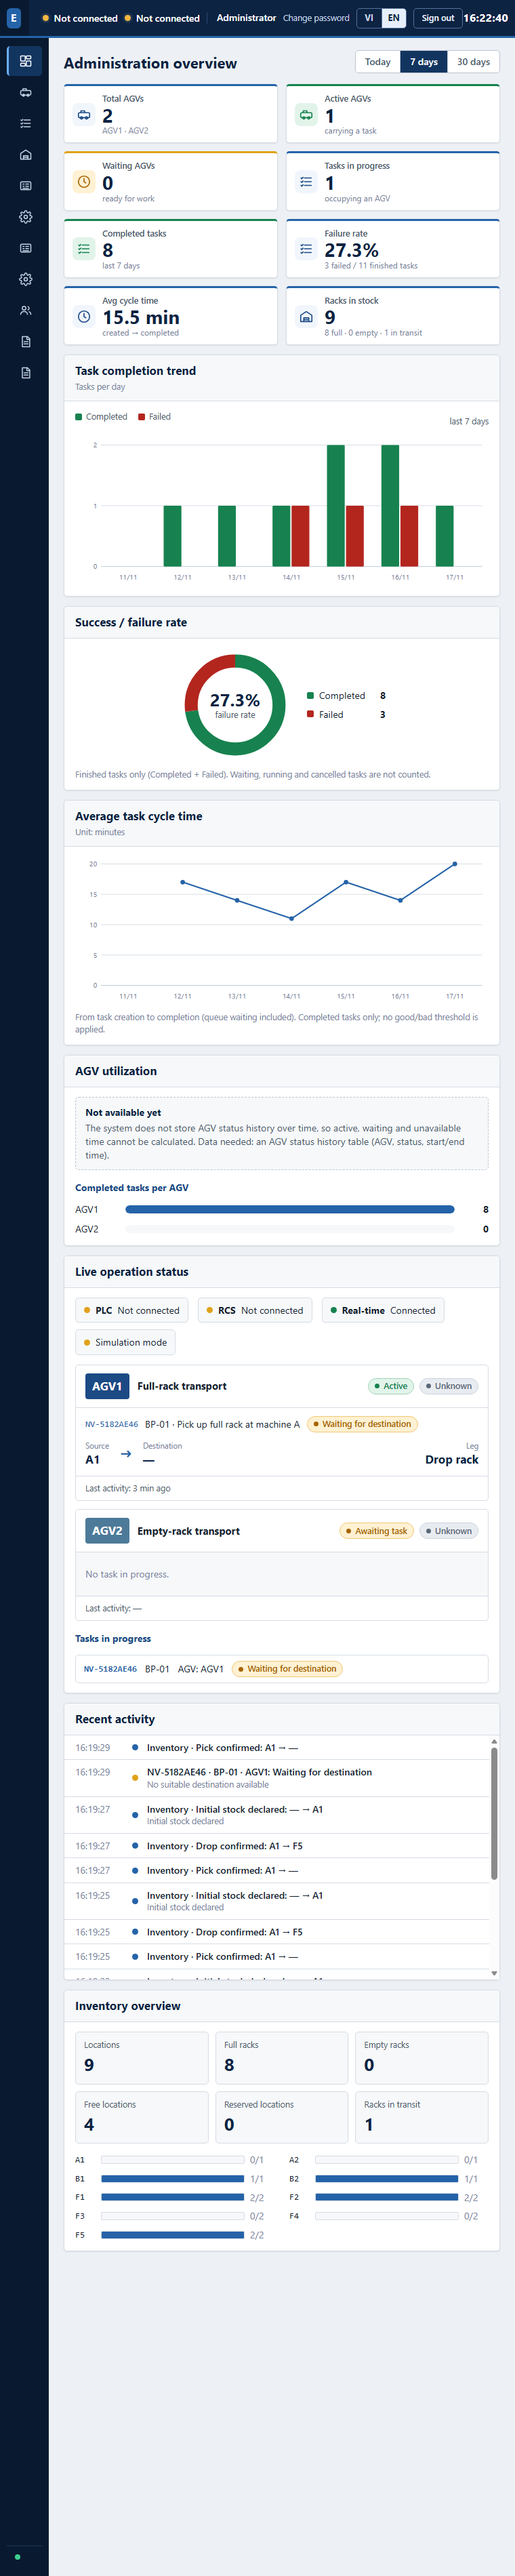 E Not connected Not connected Administrator Change password VI EN Sign out 16:22:40
Administration overview
Today 7 days 30 days
Total AGVs
2
AGV1 · AGV2
Active AGVs
1
carrying a task
Waiting AGVs
0
ready for work
Tasks in progress
1
occupying an AGV
Completed tasks
8
last 7 days
Failure rate
27.3%
3 failed / 11 finished tasks
Avg cycle time
15.5 min
created → completed
Racks in stock
9
8 full · 0 empty · 1 in transit
Task completion trend
Tasks per day
Completed Failed
last 7 days
2
1
0
11/11 12/11 13/11 14/11 15/11 16/11 17/11
Success / failure rate
27.3%
failure rate
Completed 8
Failed 3
Finished tasks only (Completed + Failed). Waiting, running and cancelled tasks are not counted.
Average task cycle time
Unit: minutes
20
15
10
5
0
11/11 12/11 13/11 14/11 15/11 16/11 17/11
From task creation to completion (queue waiting included). Completed tasks only; no good/bad threshold is
applied.
AGV utilization
Not available yet
The system does not store AGV status history over time, so active, waiting and unavailable
time cannot be calculated. Data needed: an AGV status history table (AGV, status, start/end
time).
Completed tasks per AGV
AGV1 8
AGV2 0
Live operation status
PLC Not connected RCS Not connected Real-time Connected
Simulation mode
AGV1 Full-rack transport Active Unknown
NV-5182AE46 BP-01 · Pick up full rack at machine A Waiting for destination
Source Destination Leg
A1 → — Drop rack
Last activity: 3 min ago
AGV2 Empty-rack transport Awaiting task Unknown
No task in progress.
Last activity: —
Tasks in progress
NV-5182AE46 BP-01 AGV: AGV1 Waiting for destination
Recent activity
16:19:29 Inventory · Pick confirmed: A1 → —
16:19:29 NV-5182AE46 · BP-01 · AGV1: Waiting for destination
No suitable destination available
16:19:27 Inventory · Initial stock declared: — → A1
Initial stock declared
16:19:27 Inventory · Drop confirmed: A1 → F5
16:19:27 Inventory · Pick confirmed: A1 → —
16:19:25 Inventory · Initial stock declared: — → A1
Initial stock declared
16:19:25 Inventory · Drop confirmed: A1 → F5
16:19:25 Inventory · Pick confirmed: A1 → —
Inventory overview
Locations
9
Full racks
8
Empty racks
0
Free locations
4
Reserved locations
0
Racks in transit
1
A1 0/1 A2 0/1
B1 1/1 B2 1/1
F1 2/2 F2 2/2
F3 0/2 F4 0/2
F5 2/2